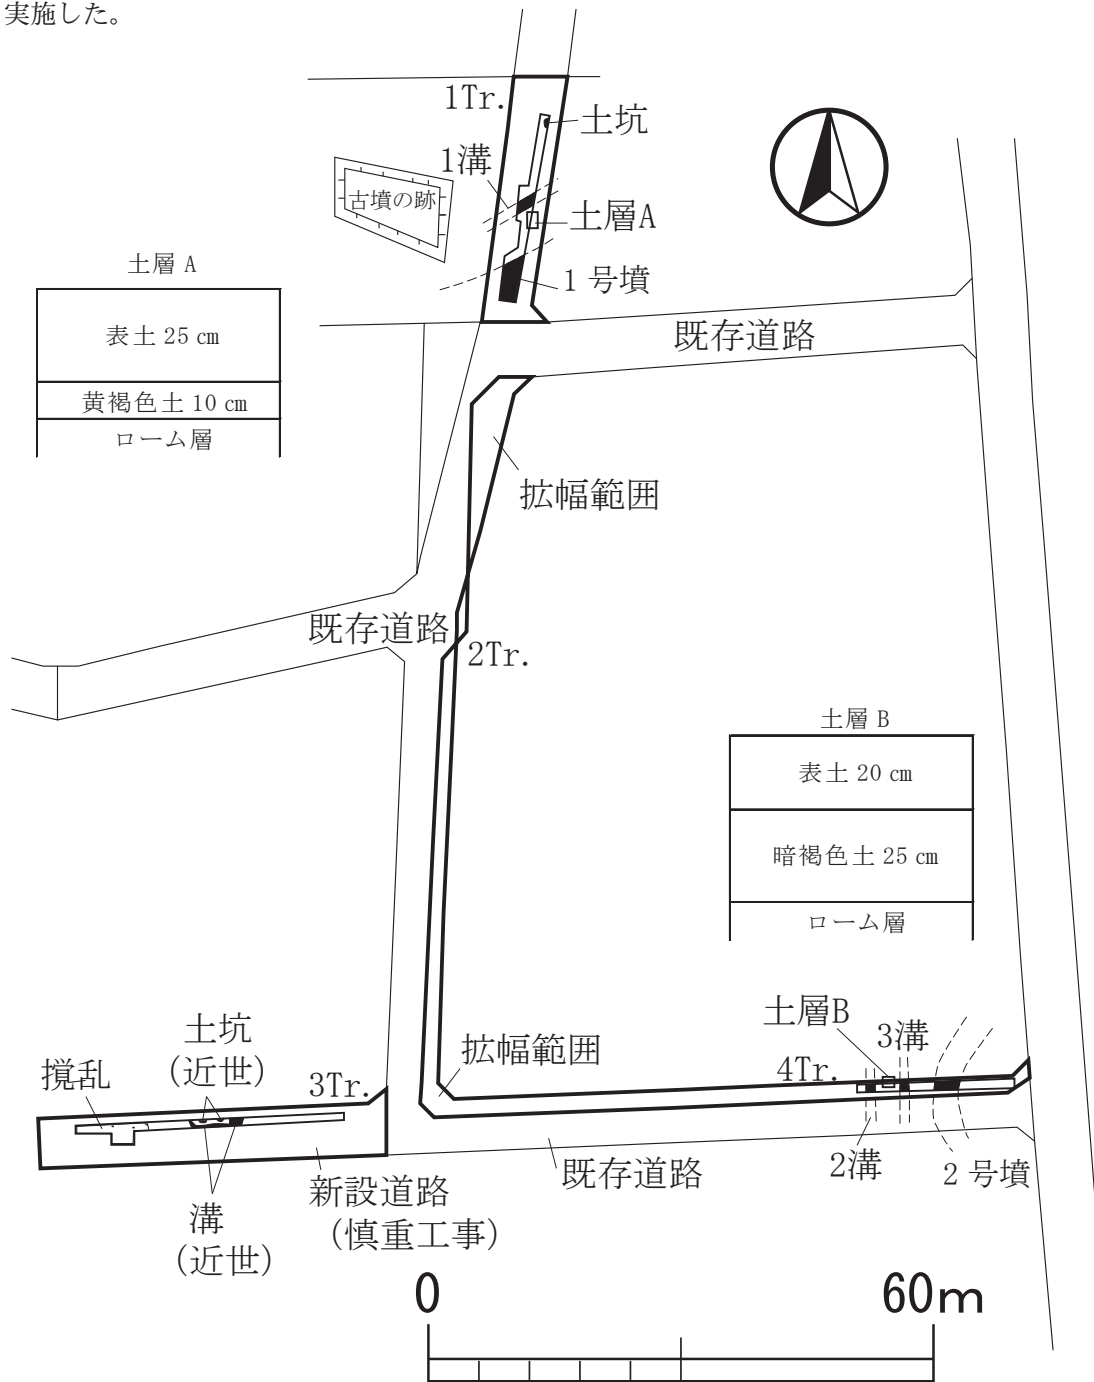 実施した。
1Tr.
土坑
1溝
古墳の跡
土層A
1号墳
土層 A
表土 25 cm
黄褐色土 10 cm
ローム層
既存道路
拡幅範囲
既存道路
2Tr.
土層 B
表土 20 cm
暗褐色土 25 cm
ローム層
土層B
3溝
4Tr.
拡幅範囲
土坑
(近世)
撹乱
3Tr.
2溝
2号墳
既存道路
新設道路
(慎重工事)
溝
(近世)
0 60m